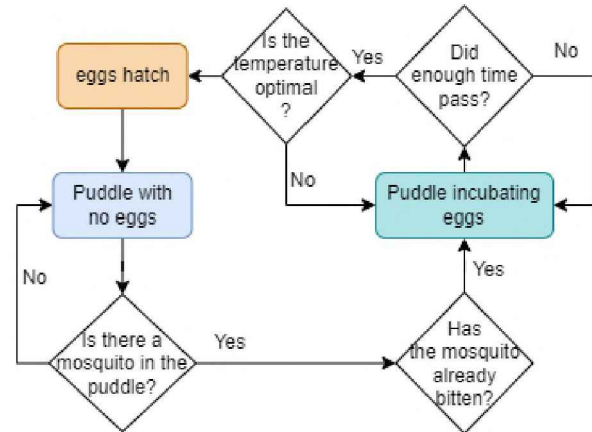 Is the
temperature
optimal
?
Yes
Did
enough time
pass?
No
eggs hatch
No
Puddle with
no eggs
Puddle incubating
eggs
No
Yes
Is there a
mosquito in the
puddle?
Yes
Has
the mosquito
already
bitten?